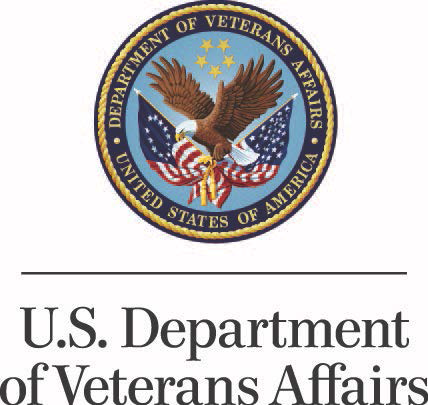 DEPARTMENT OF VETERANS AFFAIRS
UNITED STATES OF AMERICA
U.S. Department
of Veterans Affairs